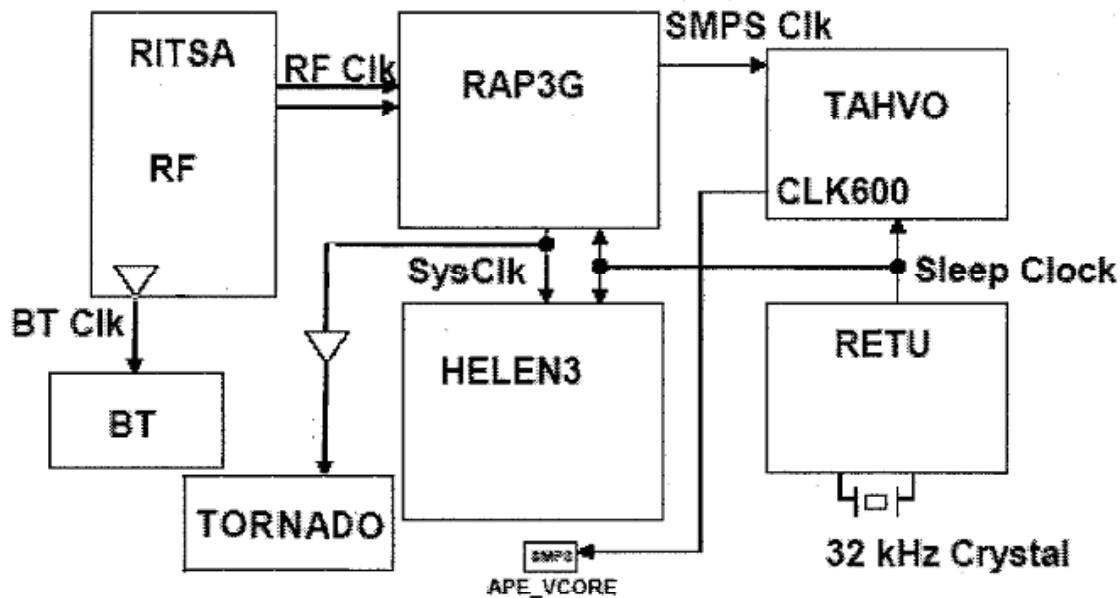 RITSA
RF
RF Clk
RAP3G
SMPS Clk
TAHVO
CLK600
SysClk
Sleep Clock
BT Clk
BT
HELEN3
RETU
TORNADO
SMPS
APE_VCORE
32 kHz Crystal